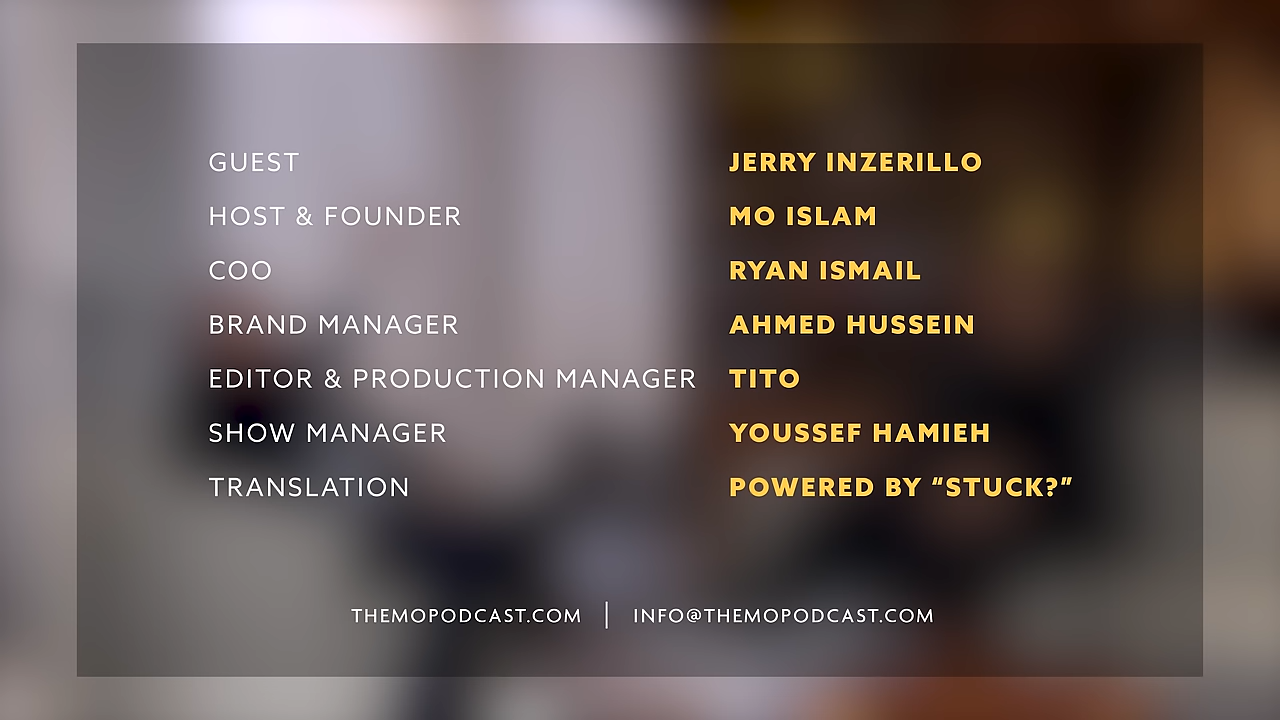 GUEST JERRY INZERILLO
HOST & FOUNDER MO ISLAM
COO RYAN ISMAIL
BRAND MANAGER AHMED HUSSEIN
EDITOR & PRODUCTION MANAGER TITO
SHOW MANAGER YOUSSEF HAMIEH
TRANSLATION POWERED BY “STUCK?”
THEMOPODCAST.COM | INFO@THEMOPODCAST.COM